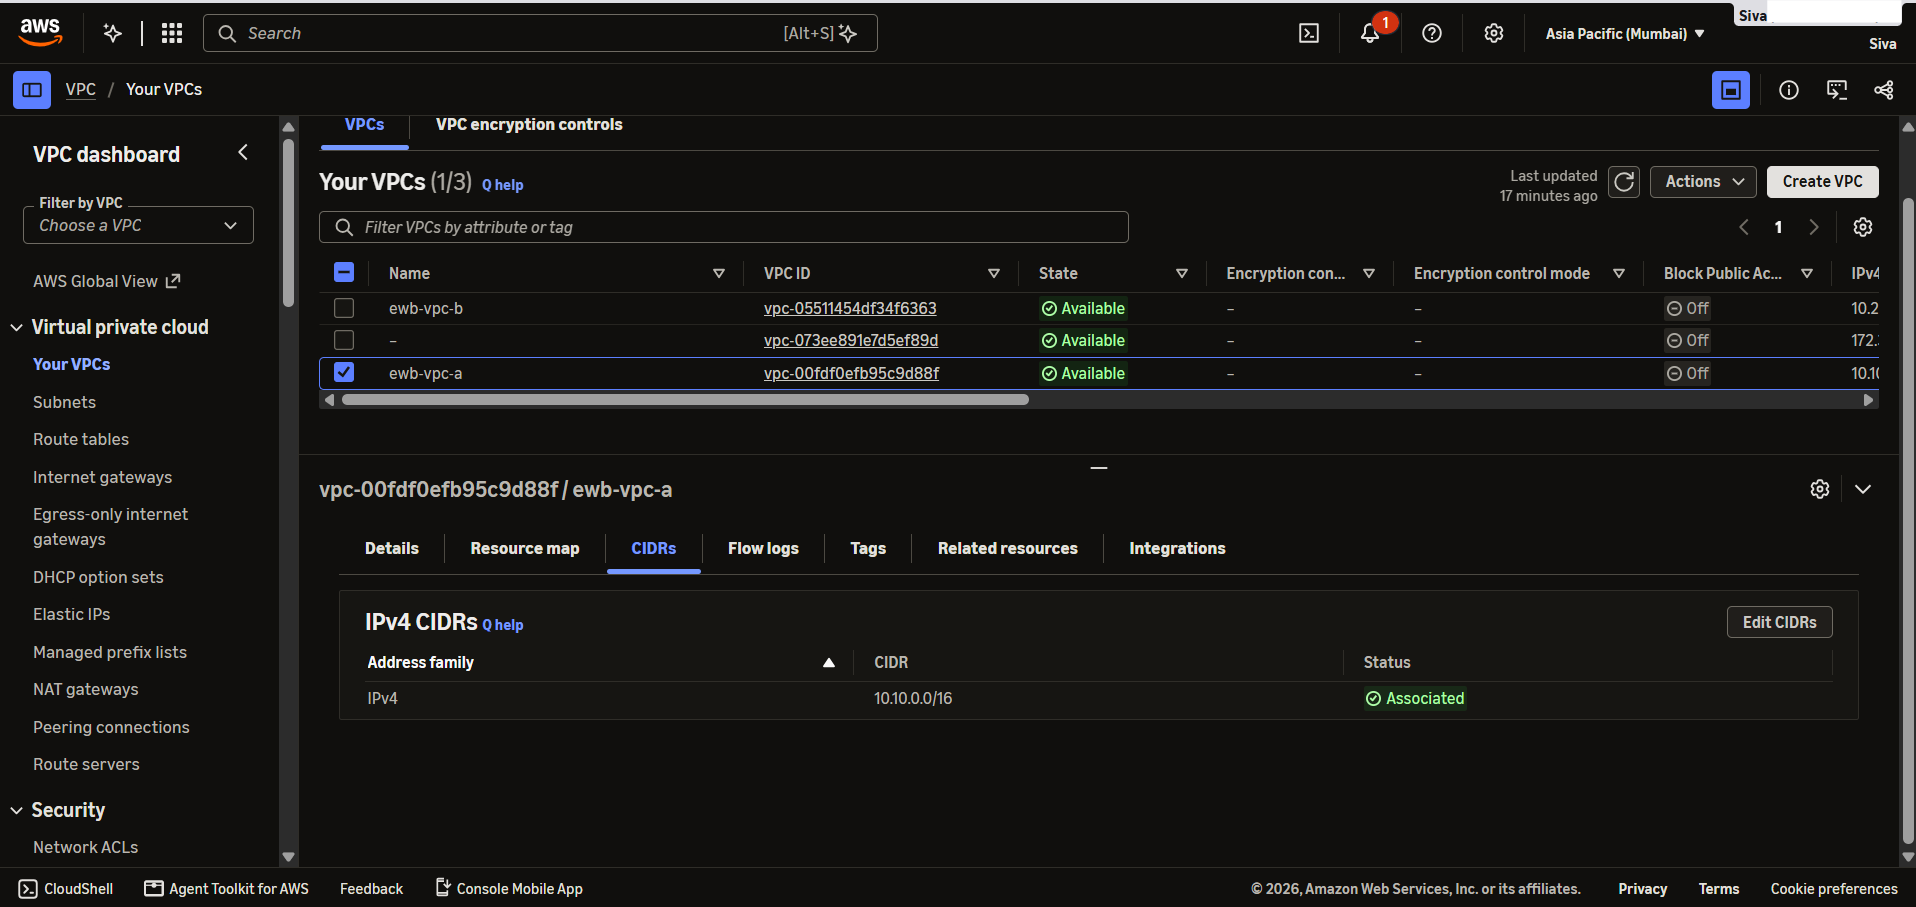 aws
Search [Alt+S]
1
Asia Pacific (Mumbai)
Siva
Siva
VPC / Your VPCs
VPC dashboard
Filter by VPC
Choose a VPC
AWS Global View
Virtual private cloud
Your VPCs
Subnets
Route tables
Internet gateways
Egress-only internet
gateways
DHCP option sets
Elastic IPs
Managed prefix lists
NAT gateways
Peering connections
Route servers
Security
Network ACLs
VPCs VPC encryption controls
Your VPCs (1/3) Q help
Last updated
17 minutes ago
Actions
Create VPC
Filter VPCs by attribute or tag
1
Name VPC ID State Encryption con... Encryption control mode Block Public Ac... IPv4
ewb-vpc-b vpc-05511454df34f6363 Available – – Off 10.2
– vpc-073ee891e7d5ef89d Available – – Off 172.
ewb-vpc-a vpc-00fdf0efb95c9d88f Available – – Off 10.10
vpc-00fdf0efb95c9d88f / ewb-vpc-a
Details Resource map CIDRs Flow logs Tags Related resources Integrations
IPv4 CIDRs Q help
Edit CIDRs
Address family CIDR Status
IPv4 10.10.0.0/16 Associated
CloudShell Agent Toolkit for AWS Feedback Console Mobile App © 2026, Amazon Web Services, Inc. or its affiliates. Privacy Terms Cookie preferences